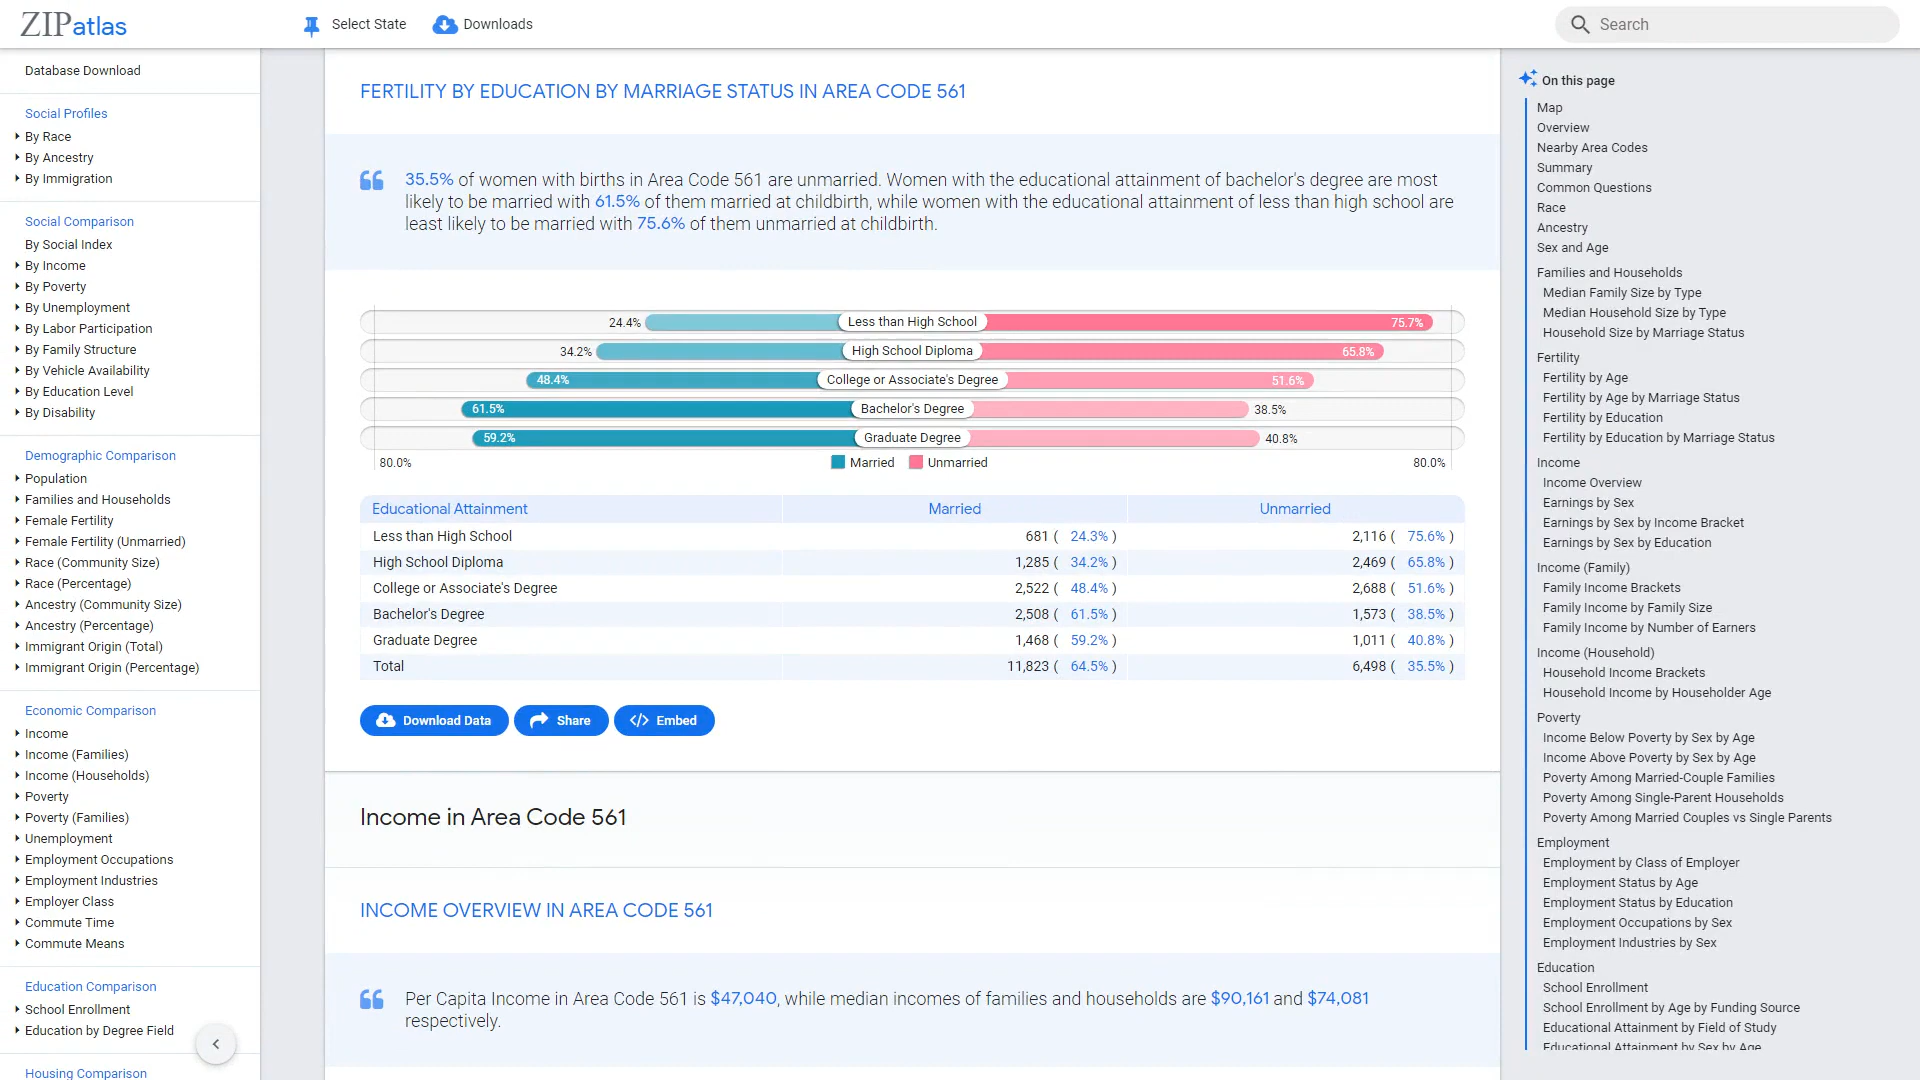 ZIPatlas
Select State
Downloads
Search
Database Download
Social Profiles
By Race
By Ancestry
By Immigration
Social Comparison
By Social Index
By Income
By Poverty
By Unemployment
By Labor Participation
By Family Structure
By Vehicle Availability
By Education Level
By Disability
Demographic Comparison
Population
Families and Households
Female Fertility
Female Fertility (Unmarried)
Race (Community Size)
Race (Percentage)
Ancestry (Community Size)
Ancestry (Percentage)
Immigrant Origin (Total)
Immigrant Origin (Percentage)
Economic Comparison
Income
Income (Families)
Income (Households)
Poverty
Poverty (Families)
Unemployment
Employment Occupations
Employment Industries
Employer Class
Commute Time
Commute Means
Education Comparison
School Enrollment
Education by Degree Field
Housing Comparison
FERTILITY BY EDUCATION BY MARRIAGE STATUS IN AREA CODE 561
35.5% of women with births in Area Code 561 are unmarried. Women with the educational attainment of bachelor's degree are most
likely to be married with 61.5% of them married at childbirth, while women with the educational attainment of less than high school are
least likely to be married with 75.6% of them unmarried at childbirth.
24.4% Less than High School 75.7%
34.2% High School Diploma 65.8%
48.4% College or Associate's Degree 51.6%
61.5% Bachelor's Degree 38.5%
59.2% Graduate Degree 40.8%
80.0% Married Unmarried 80.0%
Educational Attainment Married Unmarried
Less than High School 681 ( 24.3% ) 2,116 ( 75.6% )
High School Diploma 1,285 ( 34.2% ) 2,469 ( 65.8% )
College or Associate's Degree 2,522 ( 48.4% ) 2,688 ( 51.6% )
Bachelor's Degree 2,508 ( 61.5% ) 1,573 ( 38.5% )
Graduate Degree 1,468 ( 59.2% ) 1,011 ( 40.8% )
Total 11,823 ( 64.5% ) 6,498 ( 35.5% )
Download Data
Share
Embed
Income in Area Code 561
INCOME OVERVIEW IN AREA CODE 561
Per Capita Income in Area Code 561 is $47,040, while median incomes of families and households are $90,161 and $74,081
respectively.
On this page
Map
Overview
Nearby Area Codes
Summary
Common Questions
Race
Ancestry
Sex and Age
Families and Households
Median Family Size by Type
Median Household Size by Type
Household Size by Marriage Status
Fertility
Fertility by Age
Fertility by Age by Marriage Status
Fertility by Education
Fertility by Education by Marriage Status
Income
Income Overview
Earnings by Sex
Earnings by Sex by Income Bracket
Earnings by Sex by Education
Income (Family)
Family Income Brackets
Family Income by Family Size
Family Income by Number of Earners
Income (Household)
Household Income Brackets
Household Income by Householder Age
Poverty
Income Below Poverty by Sex by Age
Income Above Poverty by Sex by Age
Poverty Among Married-Couple Families
Poverty Among Single-Parent Households
Poverty Among Married Couples vs Single Parents
Employment
Employment by Class of Employer
Employment Status by Age
Employment Status by Education
Employment Occupations by Sex
Employment Industries by Sex
Education
School Enrollment
School Enrollment by Age by Funding Source
Educational Attainment by Field of Study
Educational Attainment by Sex by Age